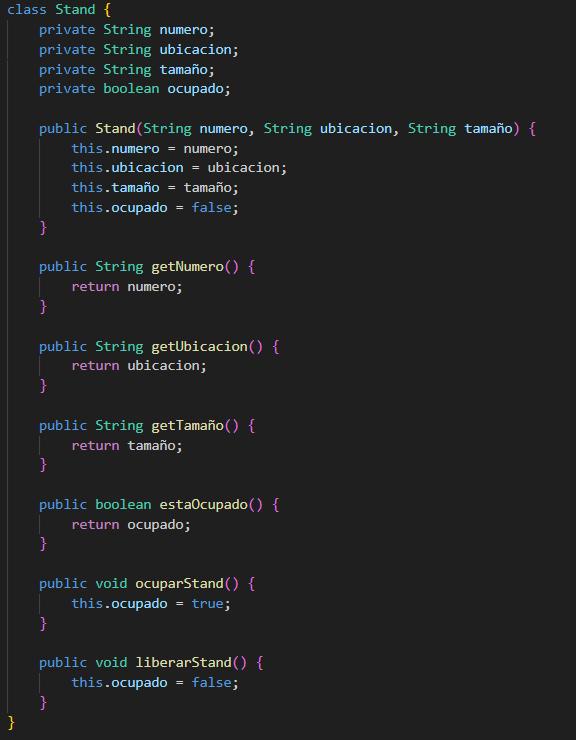 class Stand {
    private String numero;
    private String ubicacion;
    private String tamaño;
    private boolean ocupado;

    public Stand(String numero, String ubicacion, String tamaño) {
        this.numero = numero;
        this.ubicacion = ubicacion;
        this.tamaño = tamaño;
        this.ocupado = false;
    }

    public String getNumero() {
        return numero;
    }

    public String getUbicacion() {
        return ubicacion;
    }

    public String getTamaño() {
        return tamaño;
    }

    public boolean estaOcupado() {
        return ocupado;
    }

    public void ocuparStand() {
        this.ocupado = true;
    }

    public void liberarStand() {
        this.ocupado = false;
    }
}